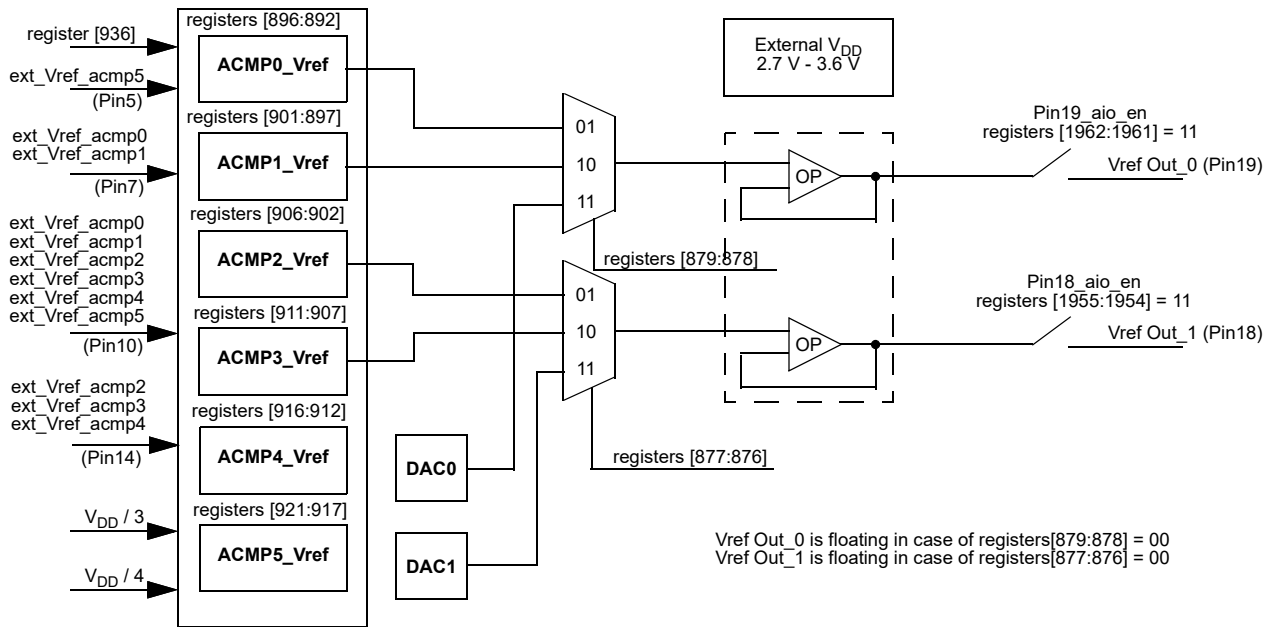 register [936]
ext_Vref_acmp5
(Pin5)
ext_Vref_acmp0
ext_Vref_acmp1
(Pin7)
ext_Vref_acmp0
ext_Vref_acmp1
ext_Vref_acmp2
ext_Vref_acmp3
ext_Vref_acmp4
ext_Vref_acmp5
(Pin10)
ext_Vref_acmp2
ext_Vref_acmp3
ext_Vref_acmp4
(Pin14)
VDD / 3
VDD / 4
registers [896:892]
ACMP0_Vref
registers [901:897]
ACMP1_Vref
registers [906:902]
ACMP2_Vref
registers [911:907]
ACMP3_Vref
registers [916:912]
ACMP4_Vref
registers [921:917]
ACMP5_Vref
DAC0
DAC1
01
10
11
registers [879:878]
01
10
11
registers [877:876]
External VDD
2.7 V - 3.6 V
OP
OP
Pin19_aio_en
registers [1962:1961] = 11
Vref Out_0 (Pin19)
Pin18_aio_en
registers [1955:1954] = 11
Vref Out_1 (Pin18)
Vref Out_0 is floating in case of registers[879:878] = 00
Vref Out_1 is floating in case of registers[877:876] = 00